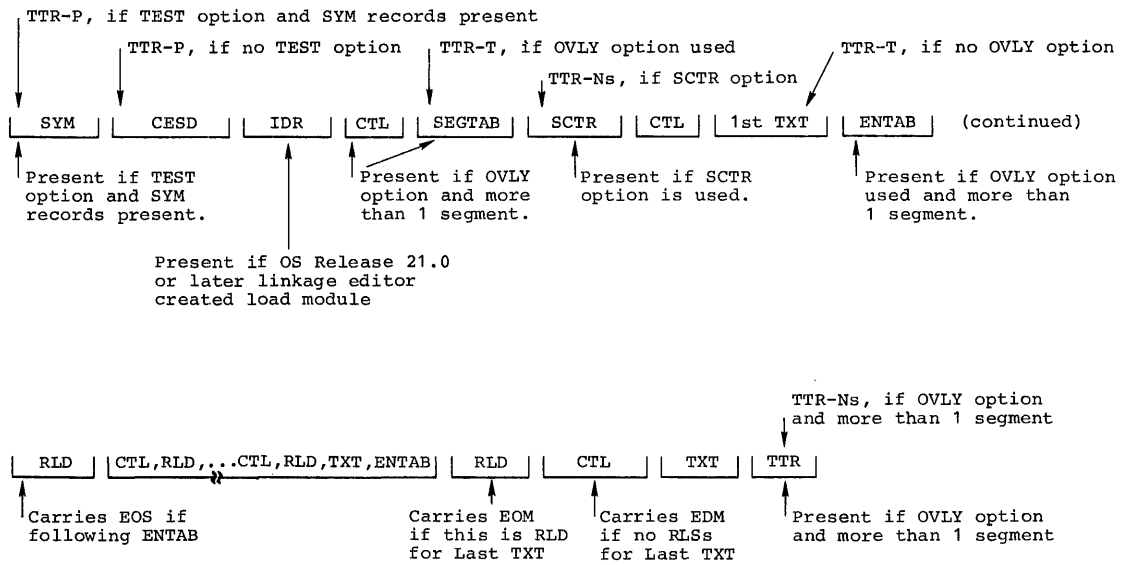 TTR-P, if TEST option and SYM records present
TTR-P, if no TEST option
TTR-T, if OVLY option used
TTR-T, if no OVLY option
TTR-Ns, if SCTR option
SYM
CESD
IDR
CTL
SEGTAB
SCTR
CTL
1st TXT
ENTAB
(continued)
Present if TEST
option and SYM
records present.
Present if OVLY
option and more
than 1 segment.
Present if SCTR
option is used.
Present if OVLY option
used and more than
1 segment.
Present if OS Release 21.0
or later linkage editor
created load module
TTR-Ns, if OVLY option
and more than 1 segment
RLD
CTL,RLD,...CTL,RLD,TXT,ENTAB
RLD
CTL
TXT
TTR
Carries EOS if
following ENTAB
Carries EOM
if this is RLD
for Last TXT
Carries EDM
if no RLSs
for Last TXT
Present if OVLY option
and more than 1 segment